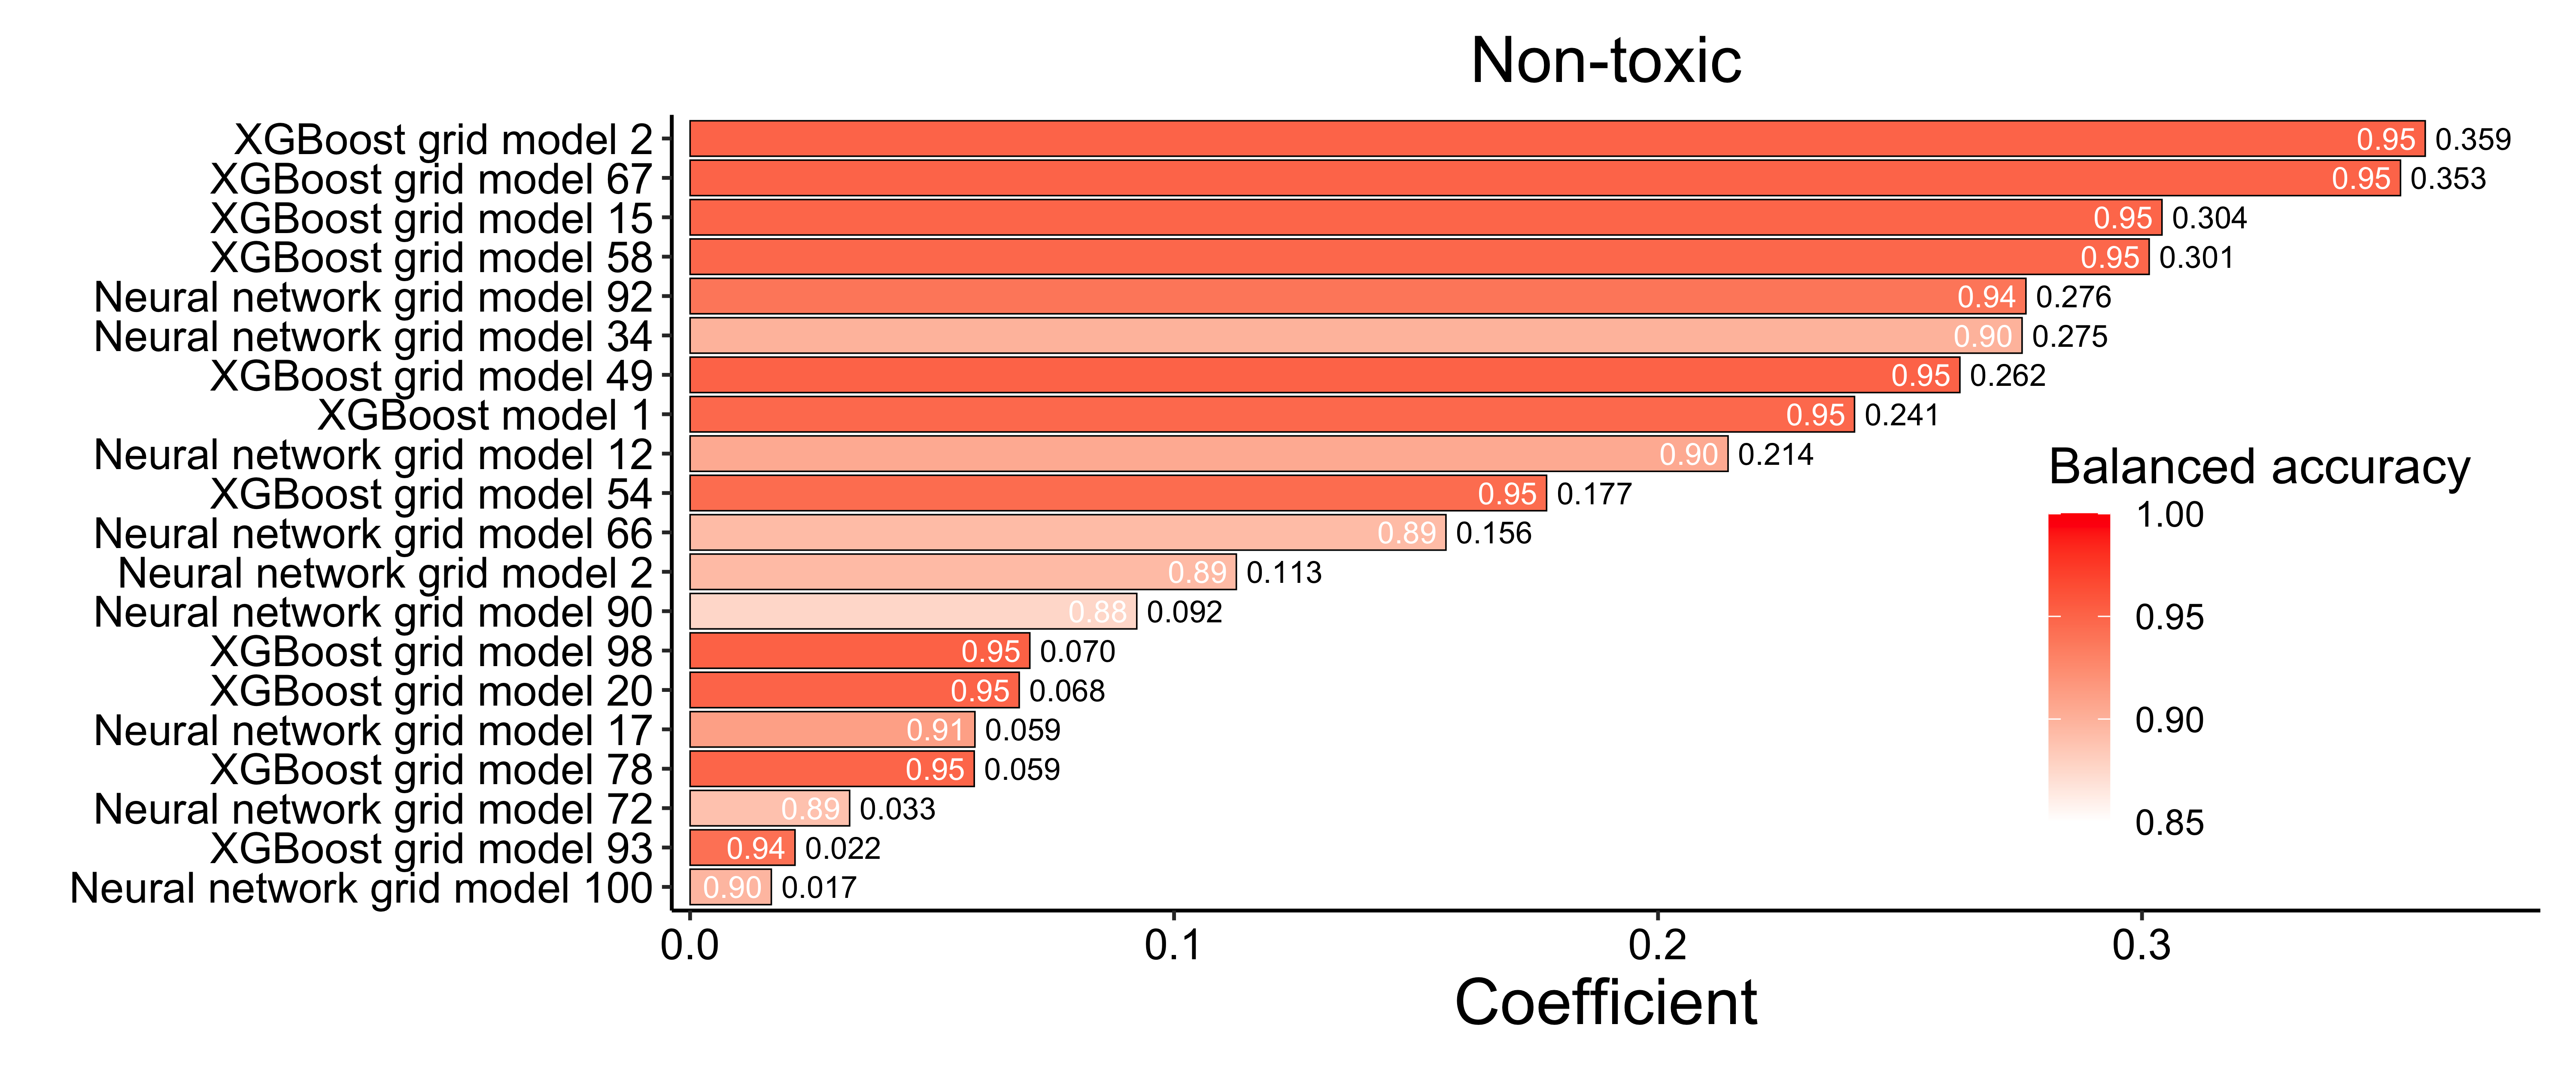 Non-toxic
XGBoost grid model 2 0.95 0.359
XGBoost grid model 67 0.95 0.353
XGBoost grid model 15 0.95 0.304
XGBoost grid model 58 0.95 0.301
Neural network grid model 92 0.94 0.276
Neural network grid model 34 0.90 0.275
XGBoost grid model 49 0.95 0.262
XGBoost model 1 0.95 0.241
Neural network grid model 12 0.90 0.214
XGBoost grid model 54 0.95 0.177
Neural network grid model 66 0.89 0.156
Neural network grid model 2 0.89 0.113
Neural network grid model 90 0.88 0.092
XGBoost grid model 98 0.95 0.070
XGBoost grid model 20 0.95 0.068
Neural network grid model 17 0.91 0.059
XGBoost grid model 78 0.95 0.059
Neural network grid model 72 0.89 0.033
XGBoost grid model 93 0.94 0.022
Neural network grid model 100 0.90 0.017
Balanced accuracy
1.00
0.95
0.90
0.85
0.0 0.1 0.2 0.3
Coefficient